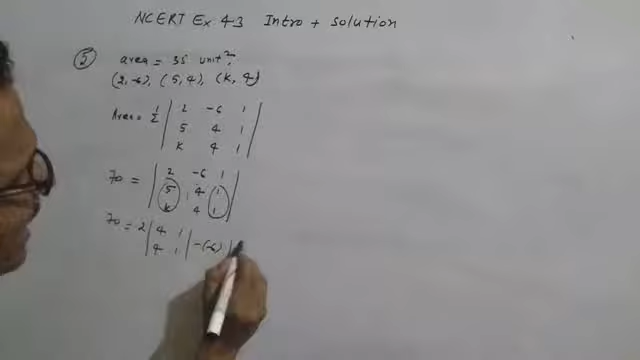 NCERT Ex 4.3 Intro + solution
⑤ area = 35 unit².
(2,-6), (5,4), (K,4)
Area = 1/2 | 2 -6 1 |
5 4 1
K 4 1
70 = | 2 -6 1 |
5 4 1
K 4 1
70 = 2 | 4 1 | -(-6) |
4 1